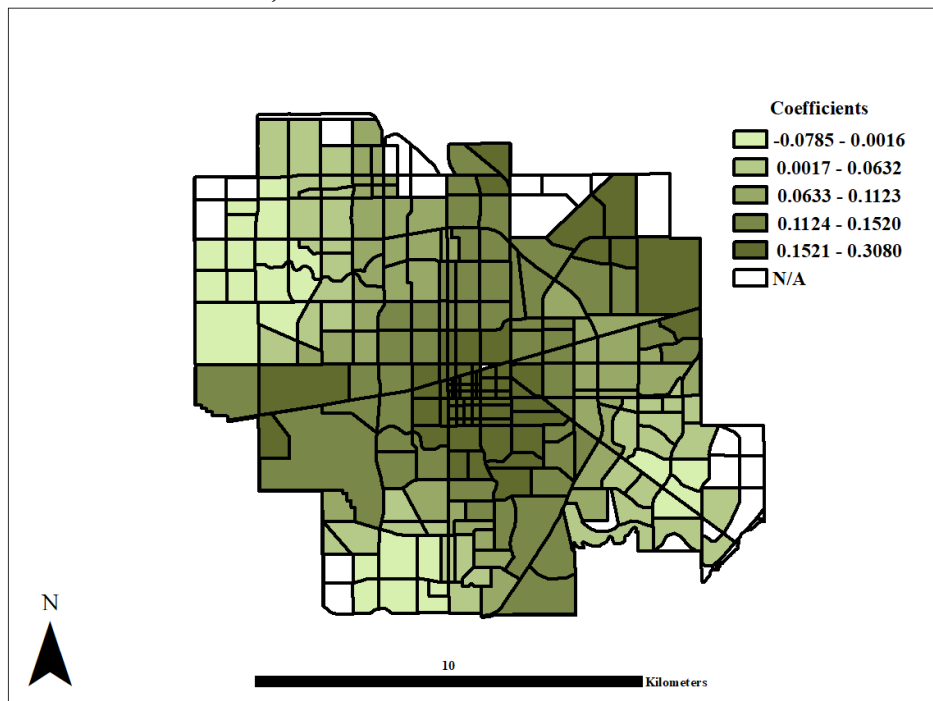 Coefficients
-0.0785 - 0.0016
0.0017 - 0.0632
0.0633 - 0.1123
0.1124 - 0.1520
0.1521 - 0.3080
N/A
N
10
Kilometers